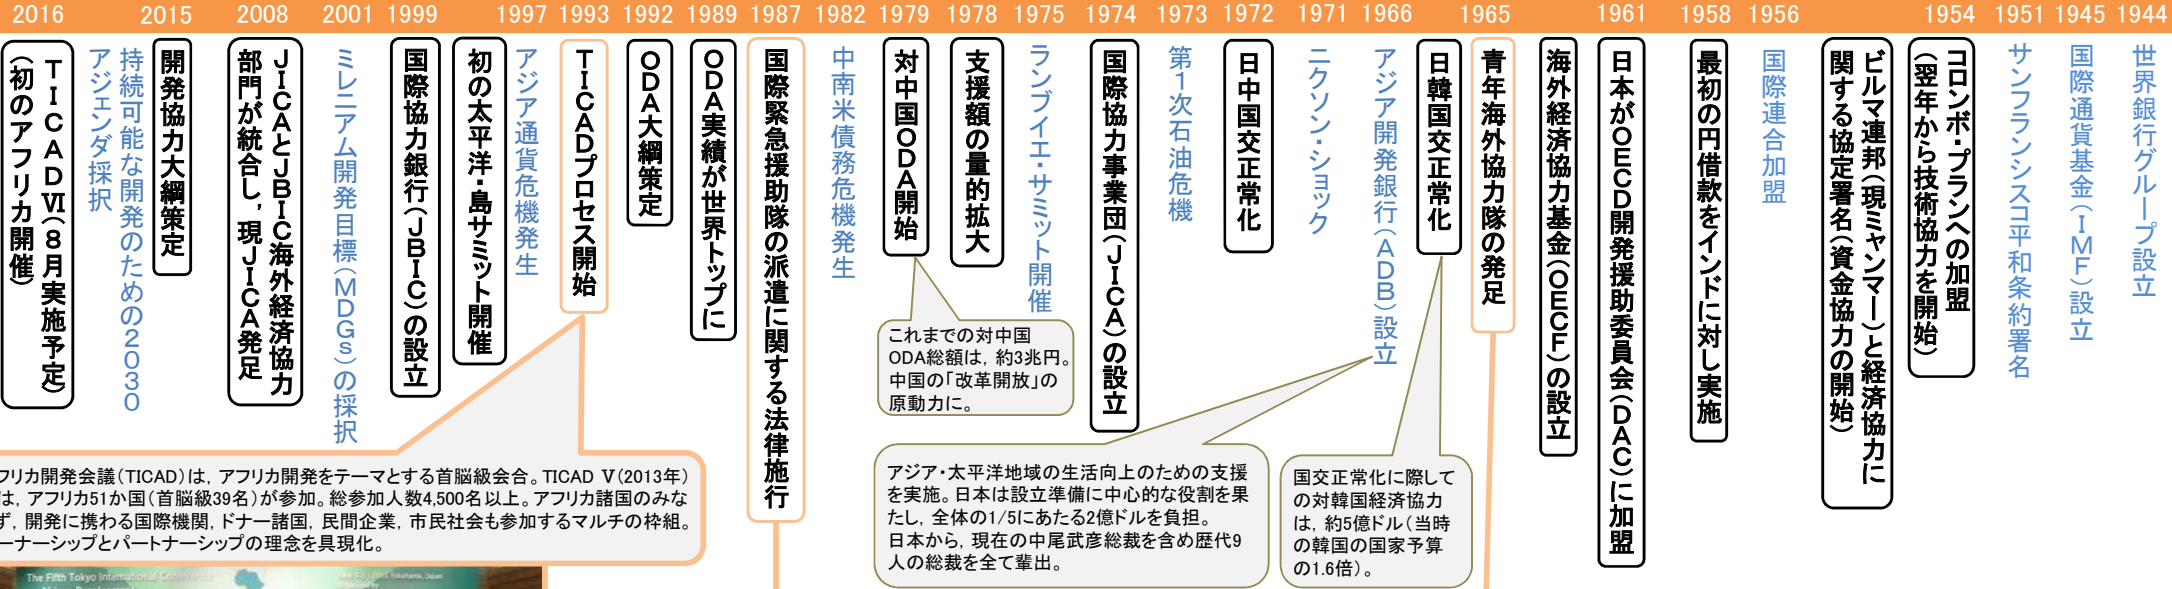 2016 2015 2008 2001 1999 1997 1993 1992 1989 1987 1982 1979 1978 1975 1974 1973 1972 1971 1966 1965 1961 1958 1956 1954 1951 1945 1944
世界銀行グループ設立
国際通貨基金(IMF)設立
サンフランシスコ平和条約署名
コロンボ・プランへの加盟
(翌年から技術協力を開始)
ビルマ連邦(現ミャンマー)と経済協力に
関する協定署名(資金協力の開始)
国際連合加盟
最初の円借款をインドに対し実施
日本がOECD開発援助委員会(DAC)に加盟
海外経済協力基金(OECF)の設立
青年海外協力隊の発足
日韓国交正常化
アジア開発銀行(ADB)設立
ニクソン・ショック
日中国交正常化
第1次石油危機
国際協力事業団(JICA)の設立
ランブイエ・サミット開催
支援額の量的拡大
対中国ODA開始
中南米債務危機発生
国際緊急援助隊の派遣に関する法律施行
ODA実績が世界トップに
ODA大綱策定
TICADプロセス開始
アジア通貨危機発生
初の太平洋・島サミット開催
国際協力銀行(JBIC)の設立
ミレニアム開発目標(MDGs)の採択
JICAとJBIC海外経済協力
部門が統合し,現JICA発足
開発協力大綱策定
持続可能な開発のための2030
アジェンダ採択
TICAD Ⅵ(8月実施予定)
(初のアフリカ開催)
国交正常化に際して
の対韓国経済協力
は,約5億ドル(当時
の韓国の国家予算
の1.6倍)。
アジア・太平洋地域の生活向上のための支援
を実施。日本は設立準備に中心的な役割を果
たし,全体の1/5にあたる2億ドルを負担。
日本から,現在の中尾武彦総裁を含め歴代9
人の総裁を全て輩出。
これまでの対中国
ODA総額は,約3兆円。
中国の「改革開放」の
原動力に。
フリカ開発会議(TICAD)は,アフリカ開発をテーマとする首脳級会合。TICAD Ⅴ(2013年)
は,アフリカ51か国(首脳級39名)が参加。総参加人数4,500名以上。アフリカ諸国のみな
ず,開発に携わる国際機関,ドナー諸国,民間企業,市民社会も参加するマルチの枠組。
ーナーシップとパートナーシップの理念を具現化。
The Fifth Tokyo International Conference